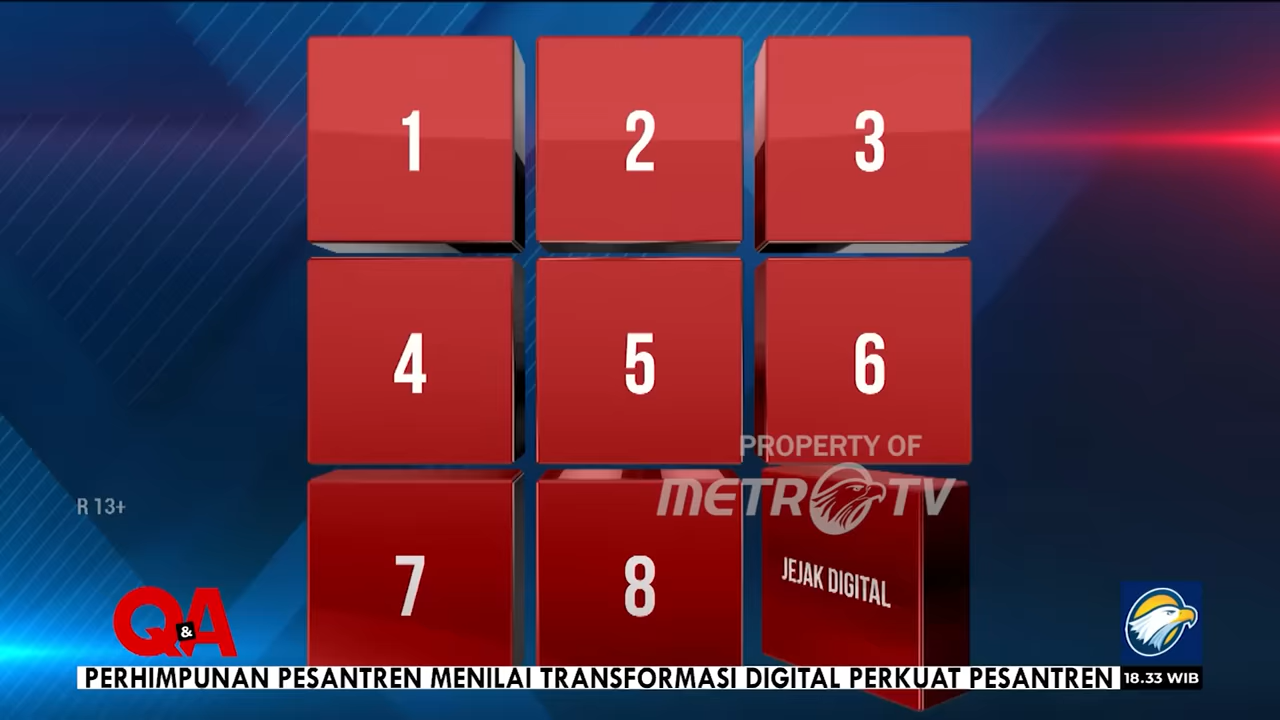 1
2
3
4
5
6
PROPERTY OF
METRO TV
R 13+
7
8
JEJAK DIGITAL
Q&A
PERHIMPUNAN PESANTREN MENILAI TRANSFORMASI DIGITAL PERKUAT PESANTREN
18.33 WIB